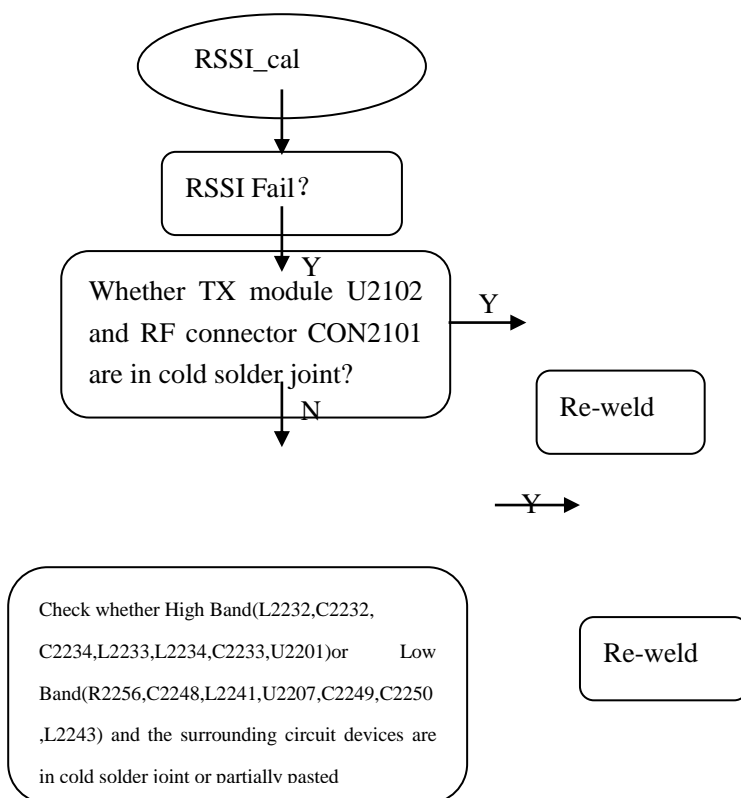 RSSI_cal
RSSI Fail？
Y
Whether TX module U2102
and RF connector CON2101
are in cold solder joint?
Y
N
Re-weld
Y
Check whether High Band(L2232,C2232,
C2234,L2233,L2234,C2233,U2201)or Low
Band(R2256,C2248,L2241,U2207,C2249,C2250
,L2243) and the surrounding circuit devices are
in cold solder joint or partially pasted
Re-weld